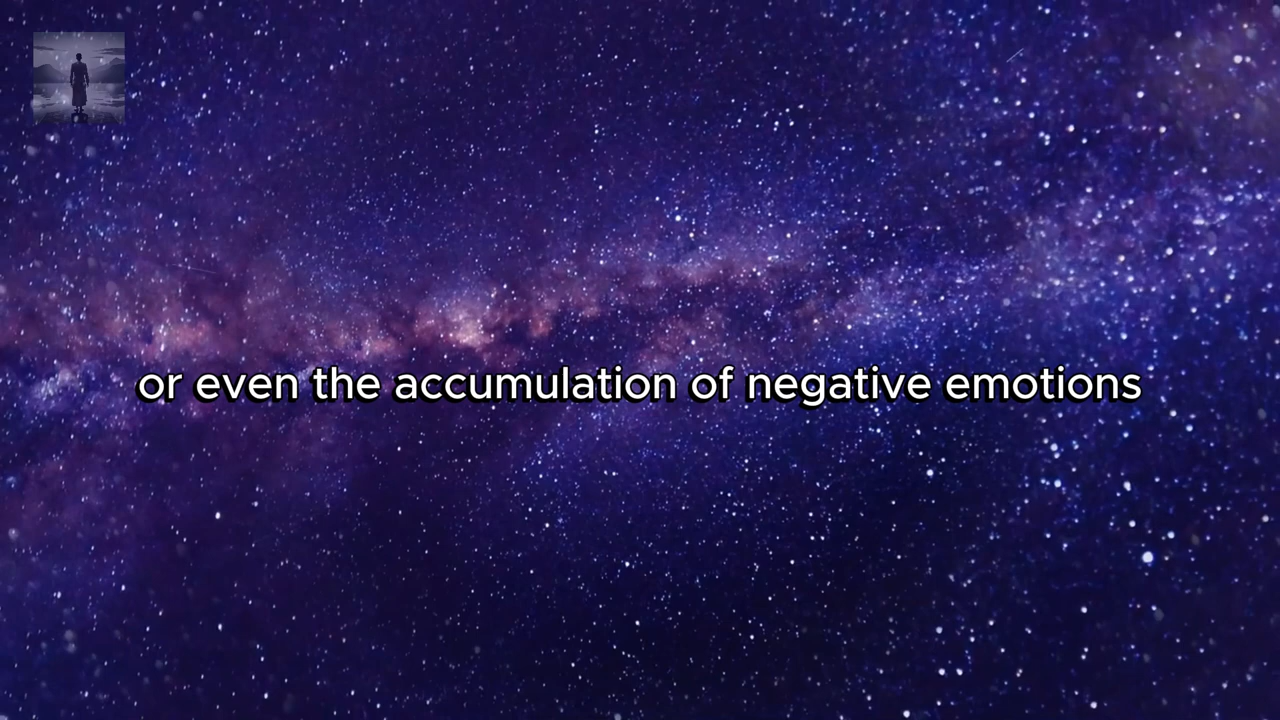 or even the accumulation of negative emotions